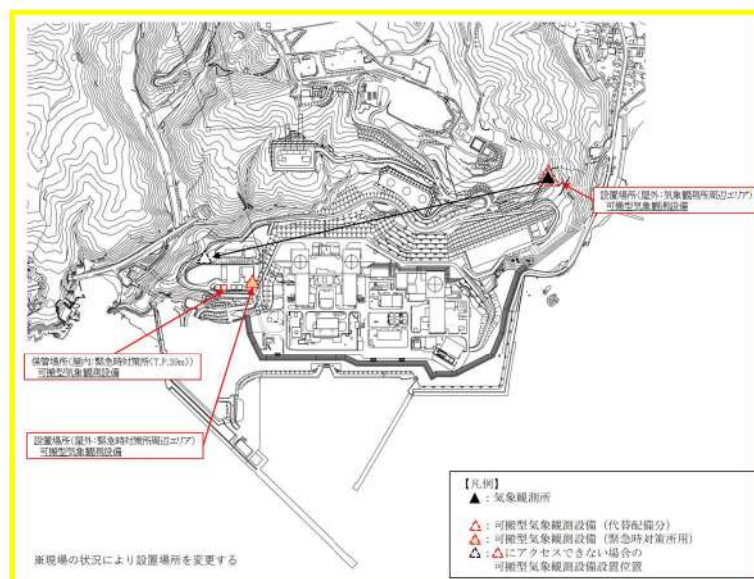 設置場所(屋外：気象観測所周辺エリア)
可搬型気象観測設備
保管場所(屋内：緊急時対策所(T.P.39m))
可搬型気象観測設備
設置場所(屋外：緊急時対策所周辺エリア)
可搬型気象観測設備
【凡例】
▲：気象観測所
△：可搬型気象観測設備（代替配備分）
△：可搬型気象観測設備（緊急時対策所用）
△：△にアクセスできない場合の
可搬型気象観測設備設置位置
※現場の状況により設置場所を変更する